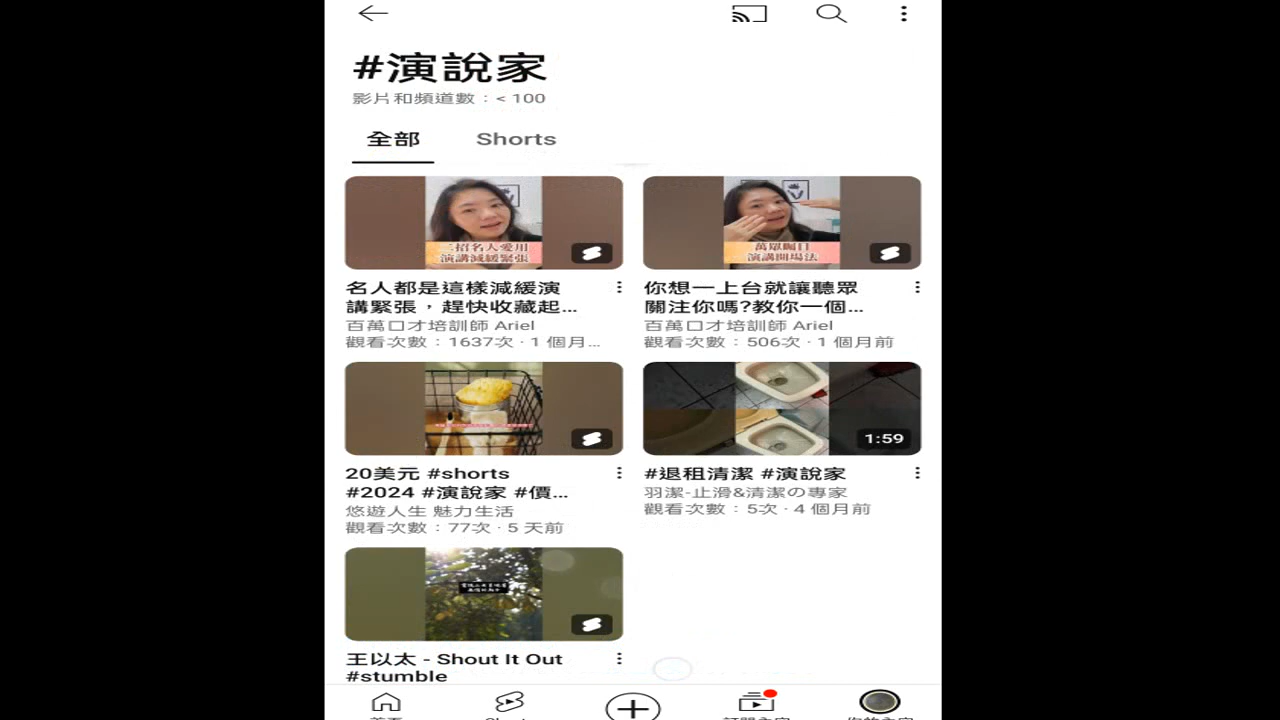 #演說家
影片和頻道數：< 100
全部
Shorts
二招名人愛用
演講減緩緊張
萬眾矚目
演講開場法
名人都是這樣減緩演
講緊張，趕快收藏起...
百萬口才培訓師 Ariel
觀看次數：1637次 · 1 個月...
你想一上台就讓聽眾
關注你嗎?教你一個...
百萬口才培訓師 Ariel
觀看次數：506次 · 1 個月前
1:59
20美元 #shorts
#2024 #演說家 #價...
悠遊人生 魅力生活
觀看次數：77次 · 5 天前
#退租清潔 #演說家
羽潔-止滑&清潔の專家
觀看次數：5次 · 4 個月前
王以太 - Shout It Out
#stumble